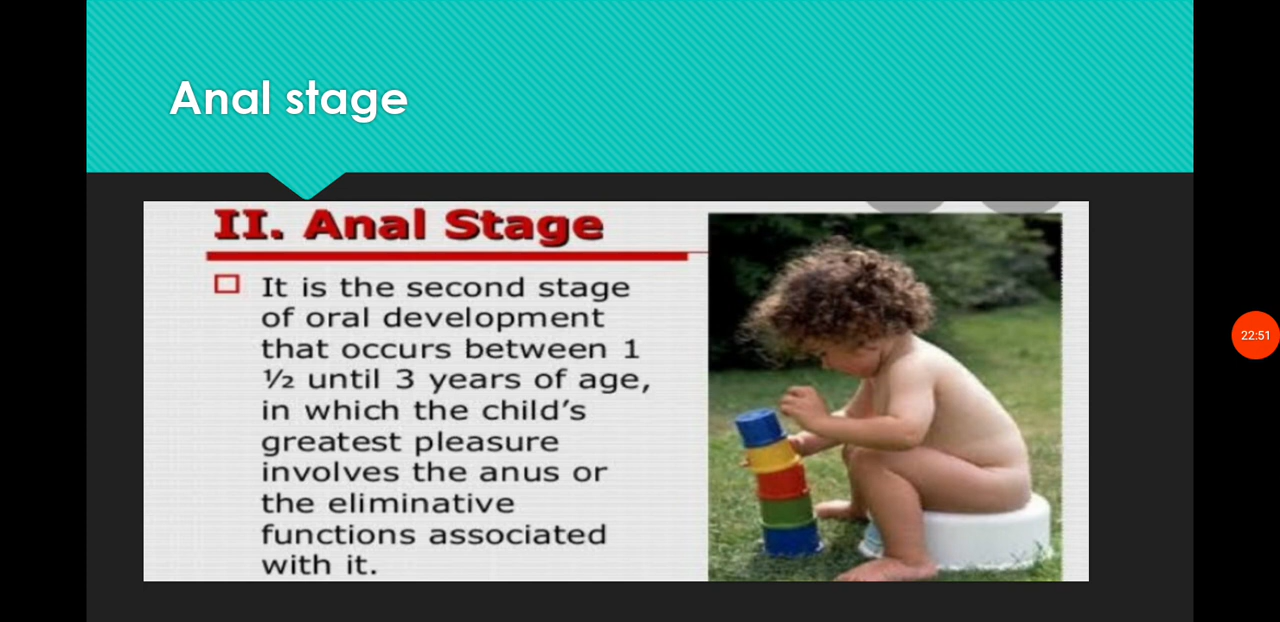 Anal stage
II. Anal Stage
It is the second stage
of oral development
that occurs between 1
½ until 3 years of age,
in which the child's
greatest pleasure
involves the anus or
the eliminative
functions associated
with it.
22:51